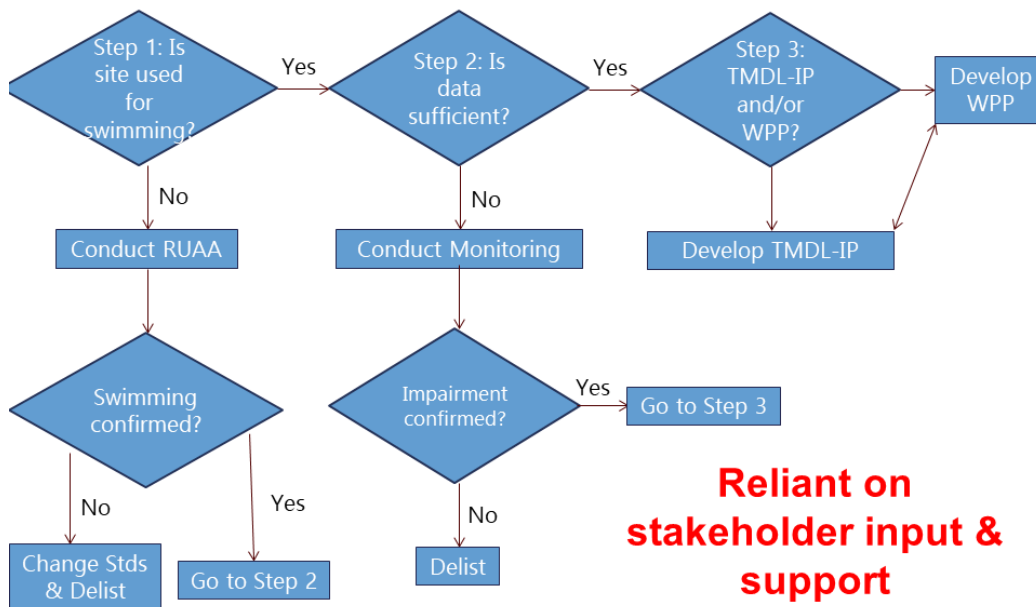 Step 1: Is
site used
for
swimming?
Yes
Step 2: Is
data
sufficient?
Yes
Step 3:
TMDL-IP
and/or
WPP?
Develop
WPP
No
No
Conduct RUAA
Conduct Monitoring
Develop TMDL-IP
Swimming
confirmed?
Impairment
confirmed?
Yes
Go to Step 3
No
Yes
No
Change Stds
& Delist
Go to Step 2
Delist
Reliant on
stakeholder input &
support